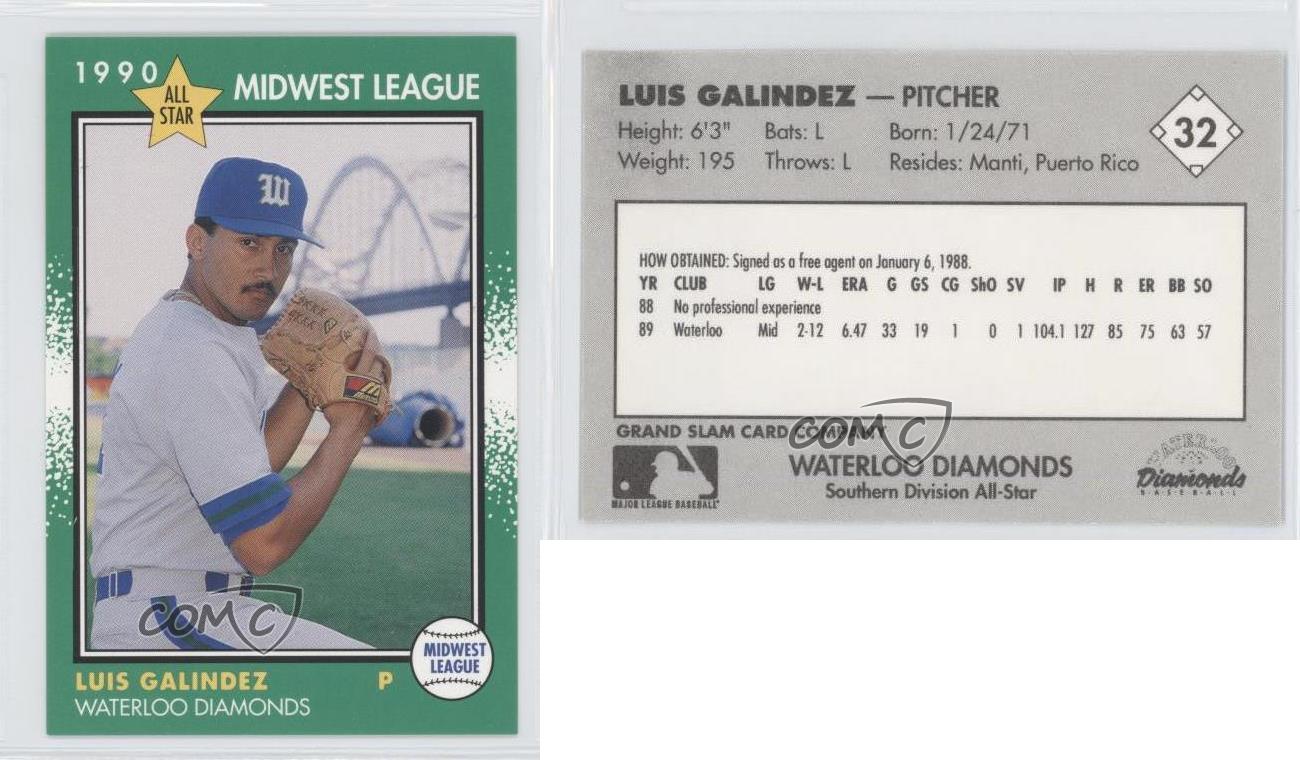 1990 ALL STAR MIDWEST LEAGUE
W
MIDWEST LEAGUE
LUIS GALINDEZ P
WATERLOO DIAMONDS
COMC
LUIS GALINDEZ — PITCHER
32
Height: 6'3" Bats: L Born: 1/24/71
Weight: 195 Throws: L Resides: Manti, Puerto Rico
HOW OBTAINED: Signed as a free agent on January 6, 1988.
YR CLUB LG W-L ERA G GS CG ShO SV IP H R ER BB SO
88 No professional experience
89 Waterloo Mid 2-12 6.47 33 19 1 0 1 104.1 127 85 75 63 57
GRAND SLAM CARD COMPANY
COMC
WATERLOO DIAMONDS
Southern Division All-Star
MAJOR LEAGUE BASEBALL
WATERLOO
Diamonds
BASEBALL